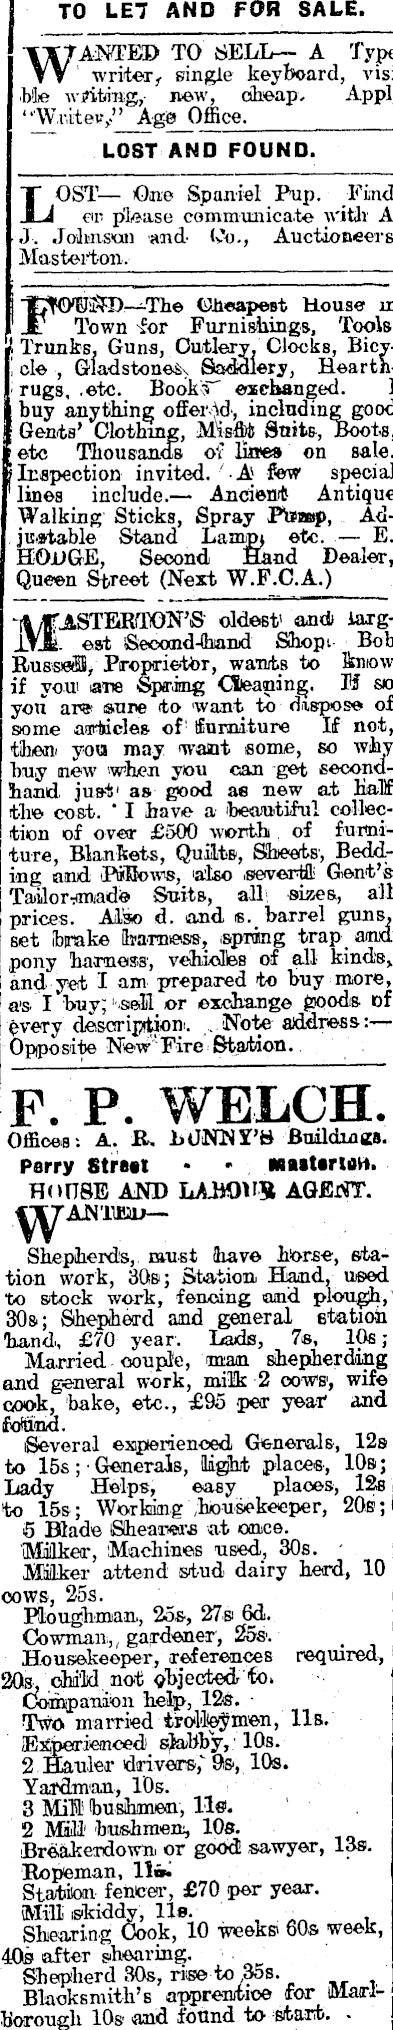 TO LET AND FOR SALE.
WANTED TO SELL— A Type
writer, single keyboard, visi
ble writing, new, cheap. Appl
"Writer," Age Office.
LOST AND FOUND.
LOST— One Spaniel Pup. Find
er please communicate with A
J. Johnson and Co., Auctioneers
Masterton.
FOUND—The Cheapest House in
Town for Furnishings, Tools
Trunks, Guns, Cutlery, Clocks, Bicy-
cle , Gladstones, Saddlery, Hearth
rugs, .etc. Books exchanged. I
buy anything offered, including good
Gents' Clothing, Misfit Suits, Boots,
etc Thousands of lines on sale.
Inspection invited. A few special
lines include.— Ancient Antique
Walking Sticks, Spray Pump, Ad-
justable Stand Lamp, etc. — E.
HODGE, Second Hand Dealer,
Queen Street (Next W.F.C.A.)
MASTERTON'S oldest and larg-
est Second-hand Shop. Bob
Russell, Proprietor, wants to know
if you are Spring Cleaning. If so
you are sure to want to dispose of
some articles of furniture If not,
then you may want some, so why
buy new when you can get second-
hand just as good as new at half
the cost. I have a beautiful collec-
tion of over £500 worth of furni-
ture, Blankets, Quilts, Sheets, Bedd-
ing and Pillows, also several Gent's
Tailor-made Suits, all sizes, all
prices. Also d. and s. barrel guns,
set brake harness, spring trap and
pony harness, vehicles of all kinds,
and yet I am prepared to buy more,
as I buy, sell or exchange goods of
every description. Note address:—
Opposite New Fire Station.
F. P. WELCH.
Offices: A. R. BUNNY'S Buildings.
Perry Street - - Masterton.
HOUSE AND LABOUR AGENT.
WANTED—
Shepherds, must have horse, sta-
tion work, 30s; Station Hand, used
to stock work, fencing and plough,
30s; Shepherd and general station
hand, £70 year. Lads, 7s, 10s;
Married couple, man shepherding
and general work, milk 2 cows, wife
cook, bake, etc., £95 per year and
found.
Several experienced Generals, 12s
to 15s; Generals, light places, 10s;
Lady Helps, easy places, 12s
to 15s; Working housekeeper, 20s;
5 Blade Shearers at once.
Milker, Machines used, 30s.
Milker attend stud dairy herd, 10
cows, 25s.
Ploughman, 25s, 27s 6d.
Cowman, gardener, 25s.
Housekeeper, references required,
20s, child not objected to.
Companion help, 12s.
Two married trolleymen, 11s.
Experienced slabby, 10s.
2 Hauler drivers, 9s, 10s.
Yardman, 10s.
3 Mill bushmen, 11s.
2 Mill bushmen, 10s.
Breakerdown or good sawyer, 13s.
Ropeman, 11s.
Station fencer, £70 per year.
Mill skiddy, 11s.
Shearing Cook, 10 weeks 60s week,
40s after shearing.
Shepherd 30s, rise to 35s.
Blacksmith's apprentice for Marl-
borough 10s and found to start.